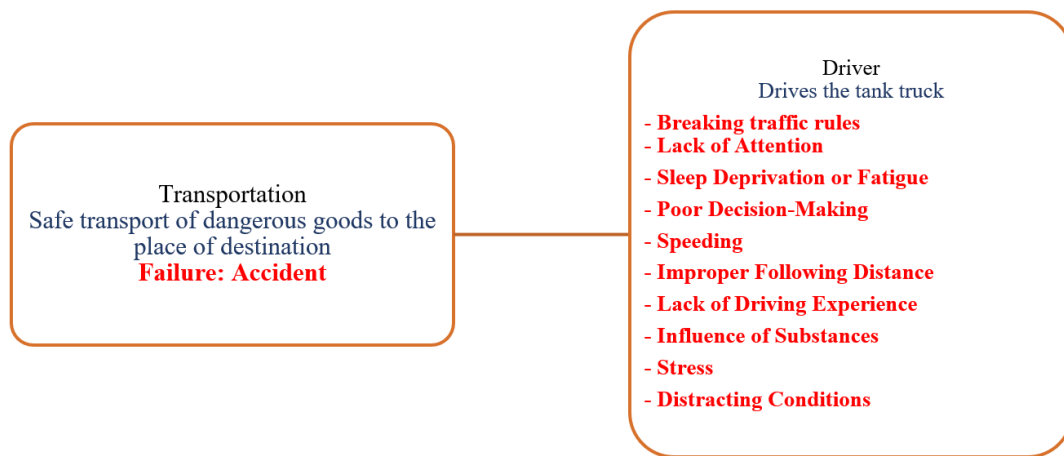 Transportation
Safe transport of dangerous goods to the
place of destination
Failure: Accident
Driver
Drives the tank truck
- Breaking traffic rules
- Lack of Attention
- Sleep Deprivation or Fatigue
- Poor Decision-Making
- Speeding
- Improper Following Distance
- Lack of Driving Experience
- Influence of Substances
- Stress
- Distracting Conditions